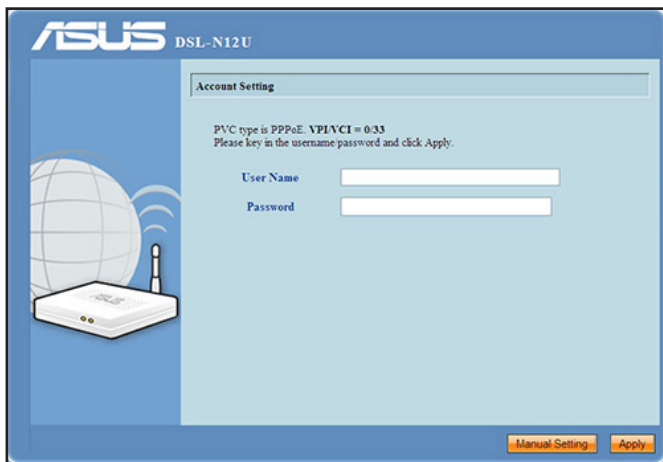 ASUS DSL-N12U
Account Setting
PVC type is PPPoE. VPI/VCI = 0/33
Please key in the username/password and click Apply.
User Name
Password
Manual Setting Apply